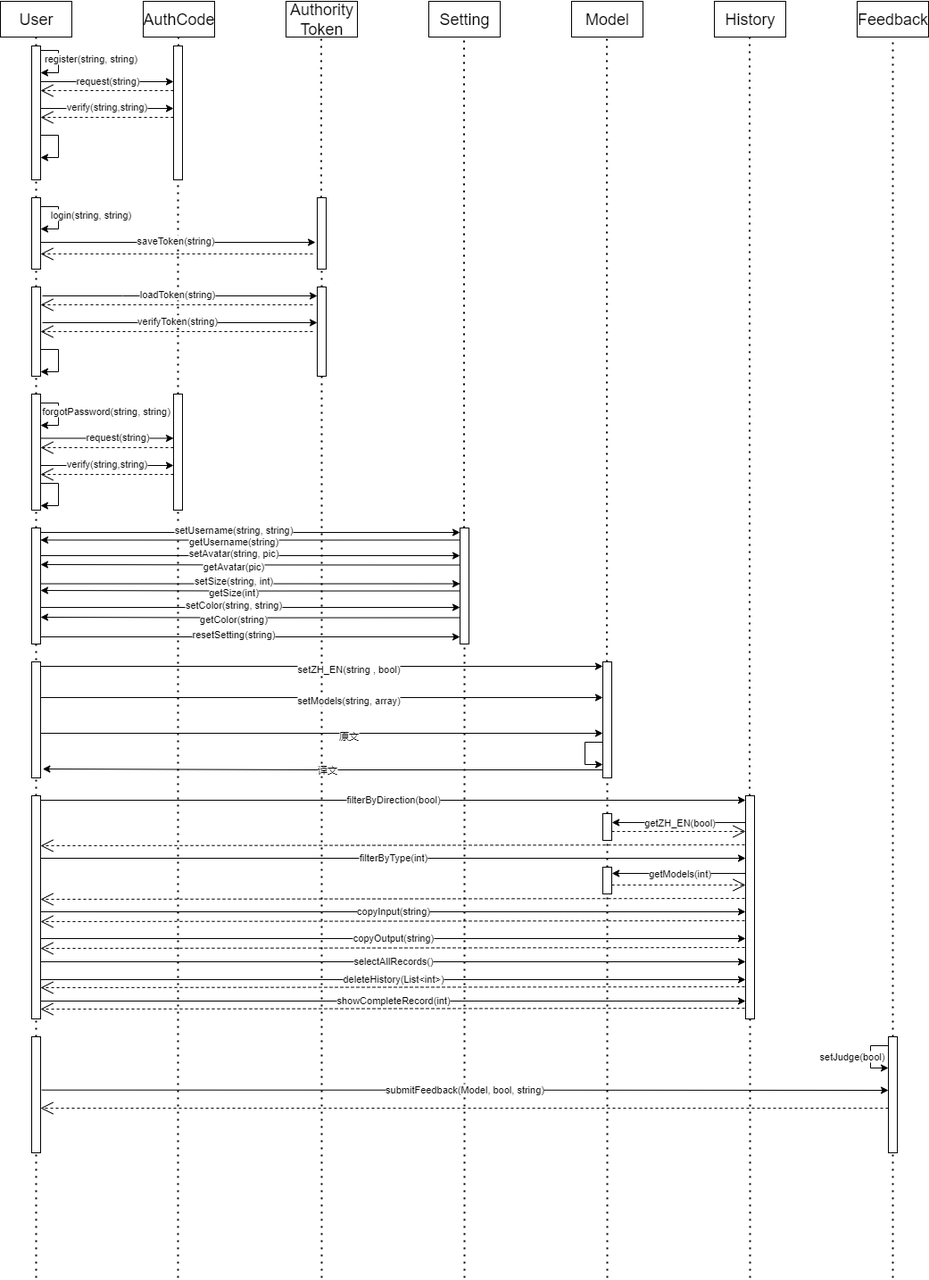 User
AuthCode
Authority
Token
Setting
Model
History
Feedback
register(string, string)
request(string)
verify(string,string)
login(string, string)
saveToken(string)
loadToken(string)
verifyToken(string)
forgotPassword(string, string)
request(string)
verify(string,string)
setUsername(string, string)
getUsername(string)
setAvatar(string, pic)
getAvatar(pic)
setSize(string, int)
getSize(int)
setColor(string, string)
getColor(string)
resetSetting(string)
setZH_EN(string , bool)
setModels(string, array)
原文
译文
filterByDirection(bool)
getZH_EN(bool)
filterByType(int)
getModels(int)
copyInput(string)
copyOutput(string)
selectAllRecords()
deleteHistory(List<int>)
showCompleteRecord(int)
setJudge(bool)
submitFeedback(Model, bool, string)